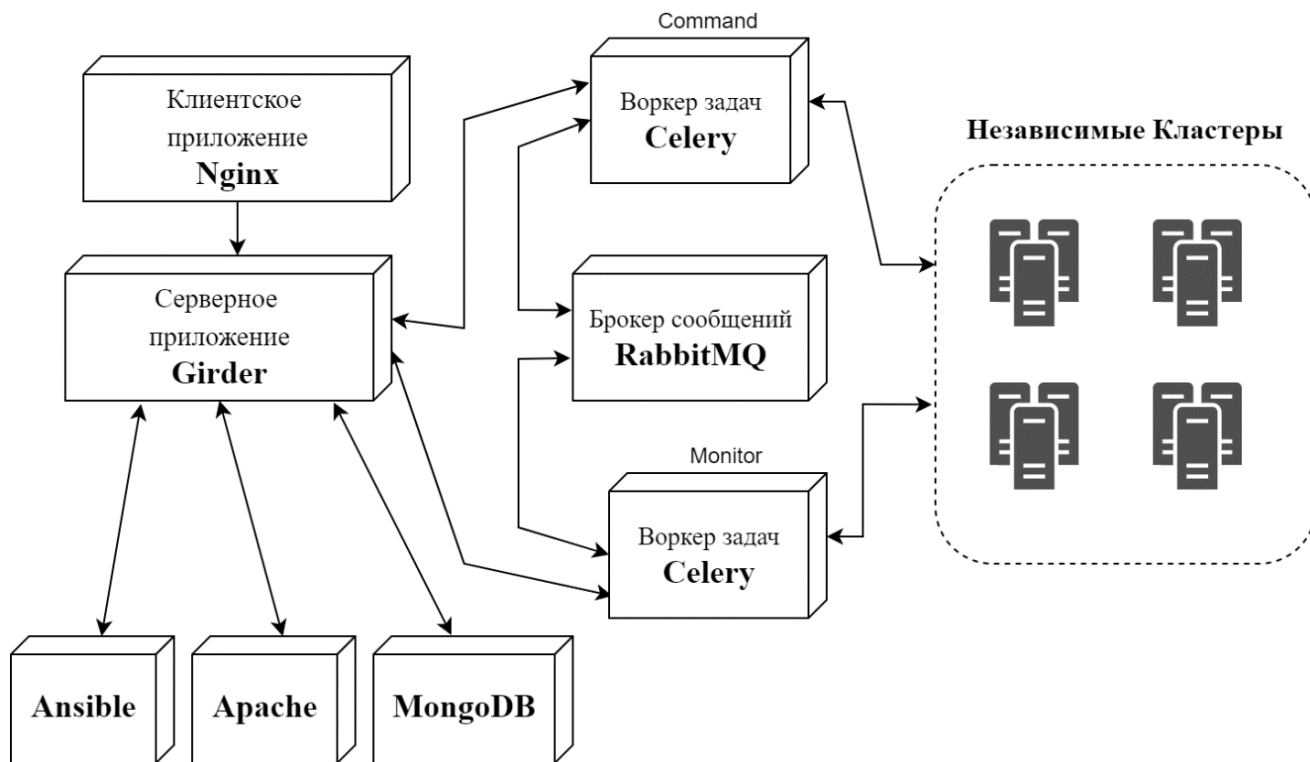 Command
Клиентское
приложение
Nginx
Воркер задач
Celery
Независимые Кластеры
Серверное
приложение
Girder
Брокер сообщений
RabbitMQ
Monitor
Воркер задач
Celery
Ansible
Apache
MongoDB